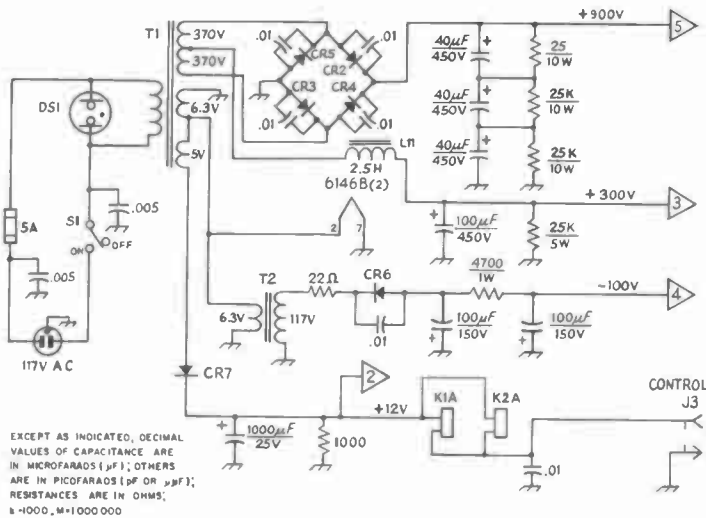 T1
370V
370V
.01
.01
CR5
CR2
CR3
CR4
.01
.01
+900V
5
40µF
450V
25
10W
40µF
450V
25K
10W
40µF
450V
25K
10W
DS1
6.3V
5V
L11
2.5H
6146B(2)
2
7
+300V
3
100µF
450V
25K
5W
5A
S1
.005
ON
OFF
.005
117V AC
T2
6.3V
117V
22Ω
CR6
.01
4700
1W
-100V
4
100µF
150V
100µF
150V
CR7
2
+12V
1000µF
25V
1000
K1A
K2A
.01
CONTROL
J3
EXCEPT AS INDICATED, DECIMAL
VALUES OF CAPACITANCE ARE
IN MICROFARADS (µF); OTHERS
ARE IN PICOFARADS (pF OR µµF);
RESISTANCES ARE IN OHMS;
k=1000, M=1000000